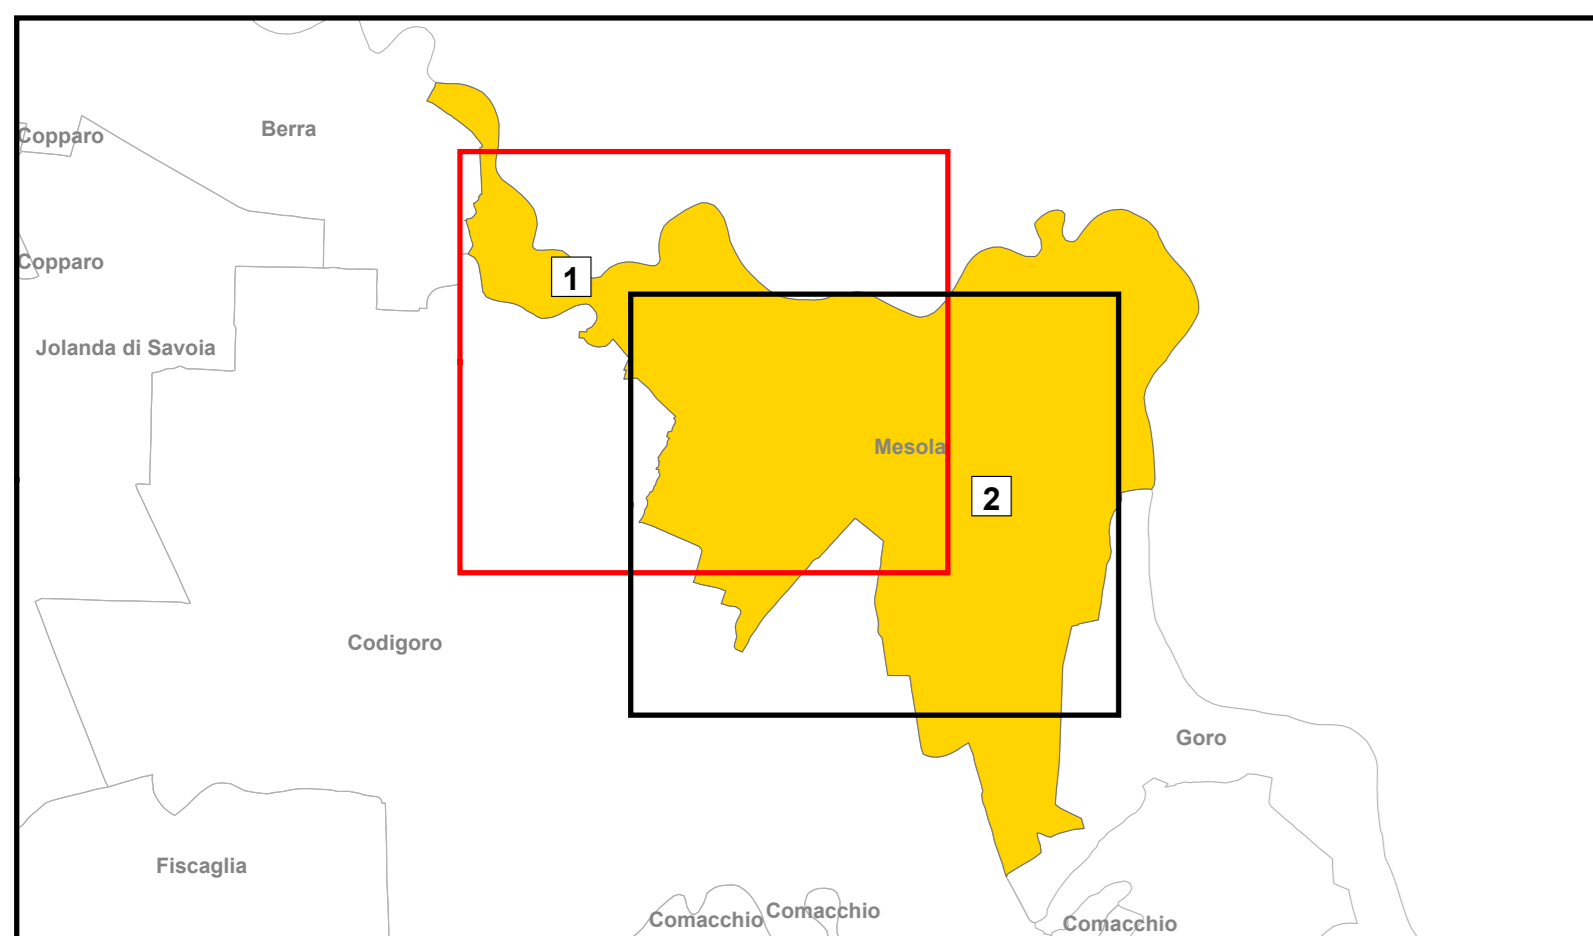 Berra
Copparo
Copparo
1
Jolanda di Savoia
Mesola
2
Codigoro
Goro
Fiscaglia
Comacchio
Comacchio
Comacchio